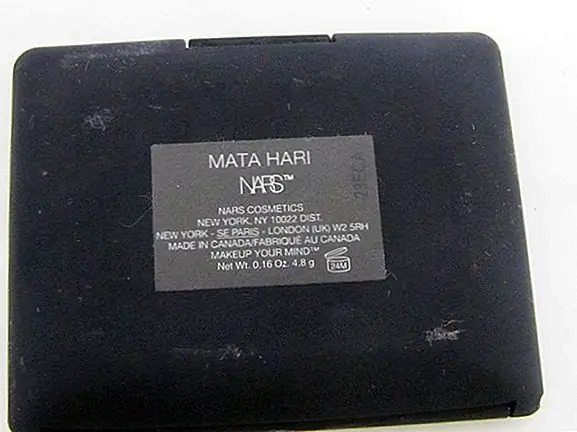 MATA HARI
NARS™
NARS COSMETICS
NEW YORK, NY 10022 DIST.
NEW YORK - SE PARIS - LONDON (UK) W2 5RH
MADE IN CANADA/FABRIQUÉ AU CANADA
MAKEUP YOUR MIND™
Net Wt. 0.16 Oz. 4.8 g
24M